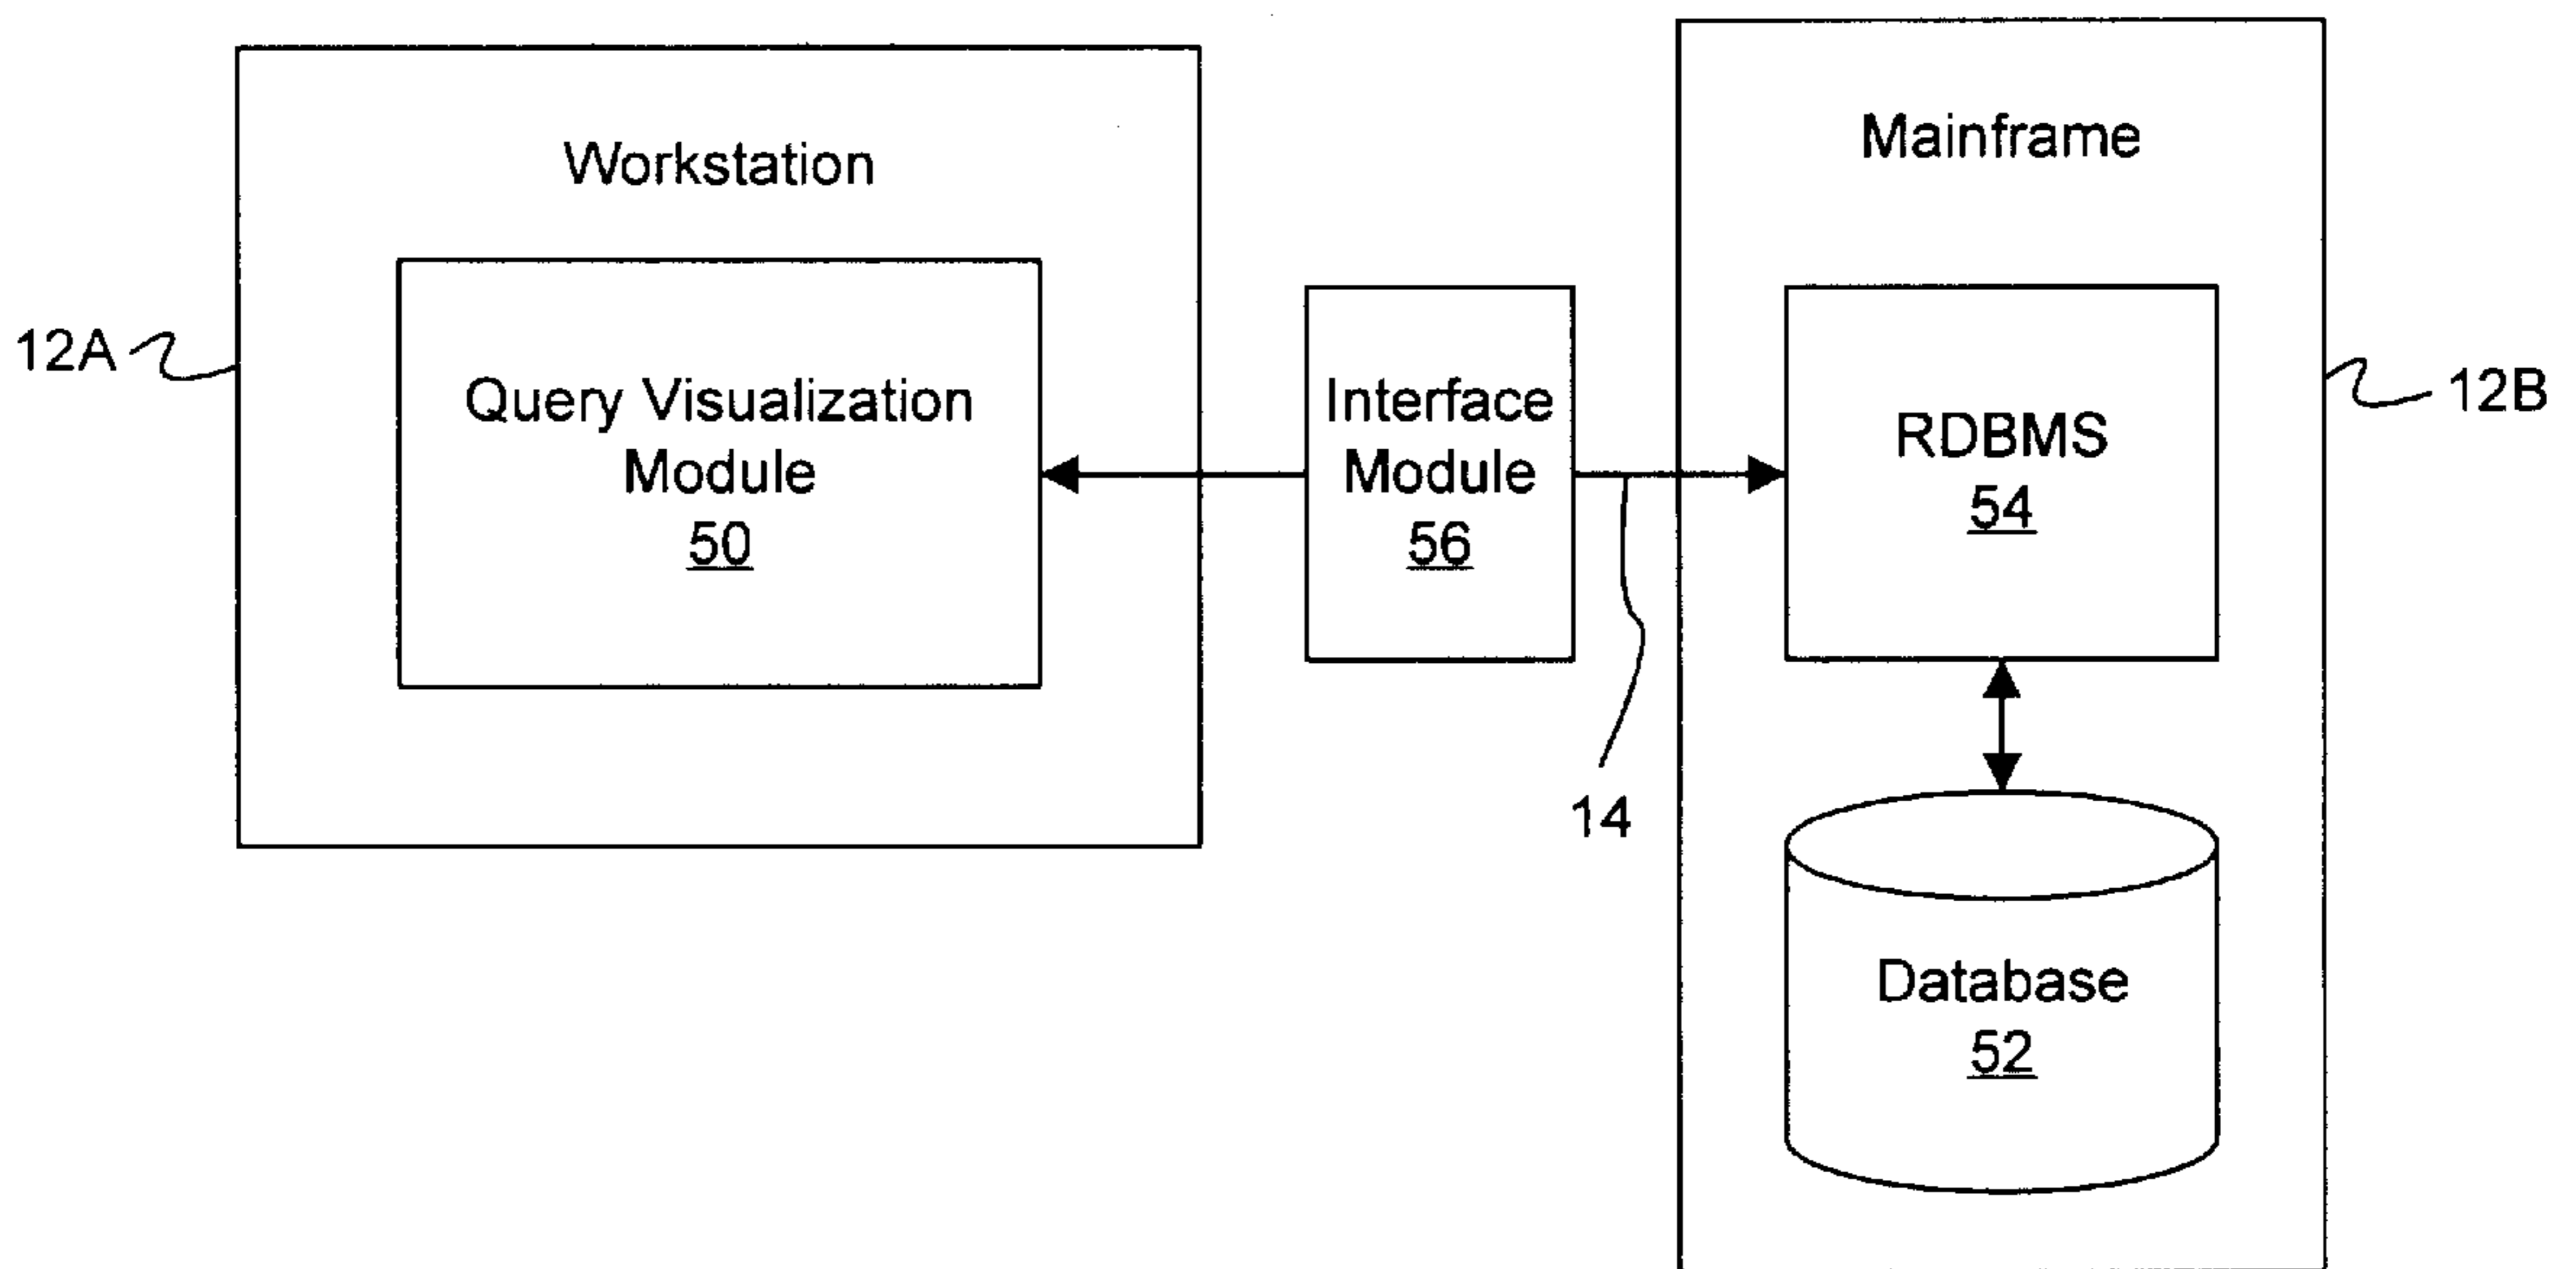 Workstation
Mainframe
12A
Query Visualization
Module
50
Interface
Module
56
14
RDBMS
54
12B
Database
52